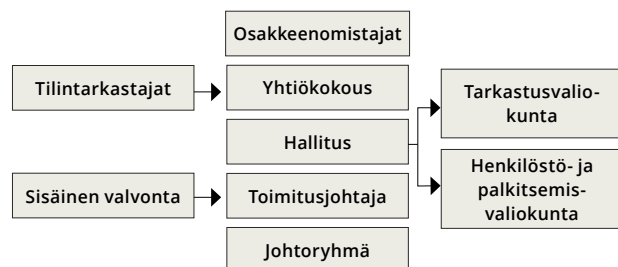 Osakkeenomistajat
Tilintarkastajat
Yhtiökokous
Tarkastusvalio-
kunta
Hallitus
Henkilöstö- ja
palkitsemis-
valiokunta
Sisäinen valvonta
Toimitusjohtaja
Johtoryhmä